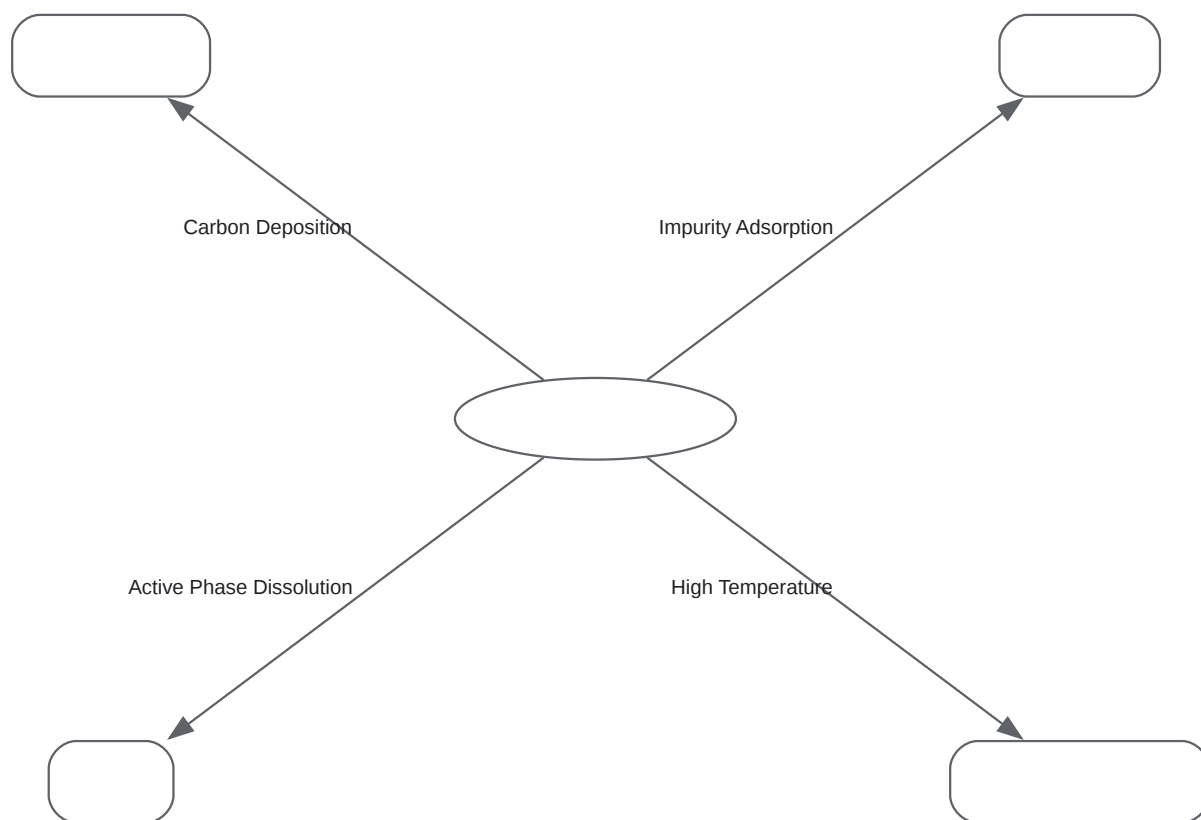 Carbon Deposition
Impurity Adsorption
Active Phase Dissolution
High Temperature